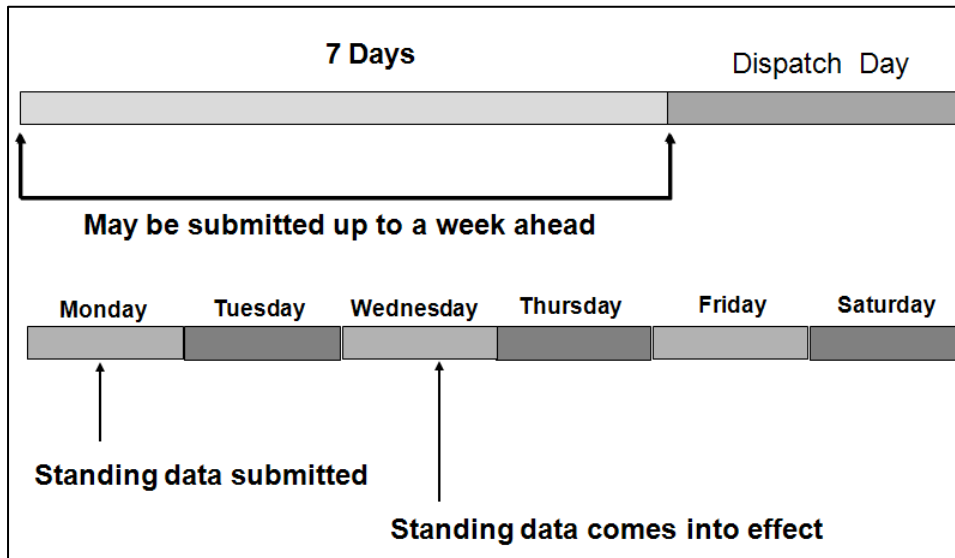 7 Days
Dispatch Day
May be submitted up to a week ahead
Monday Tuesday Wednesday Thursday Friday Saturday
Standing data submitted
Standing data comes into effect